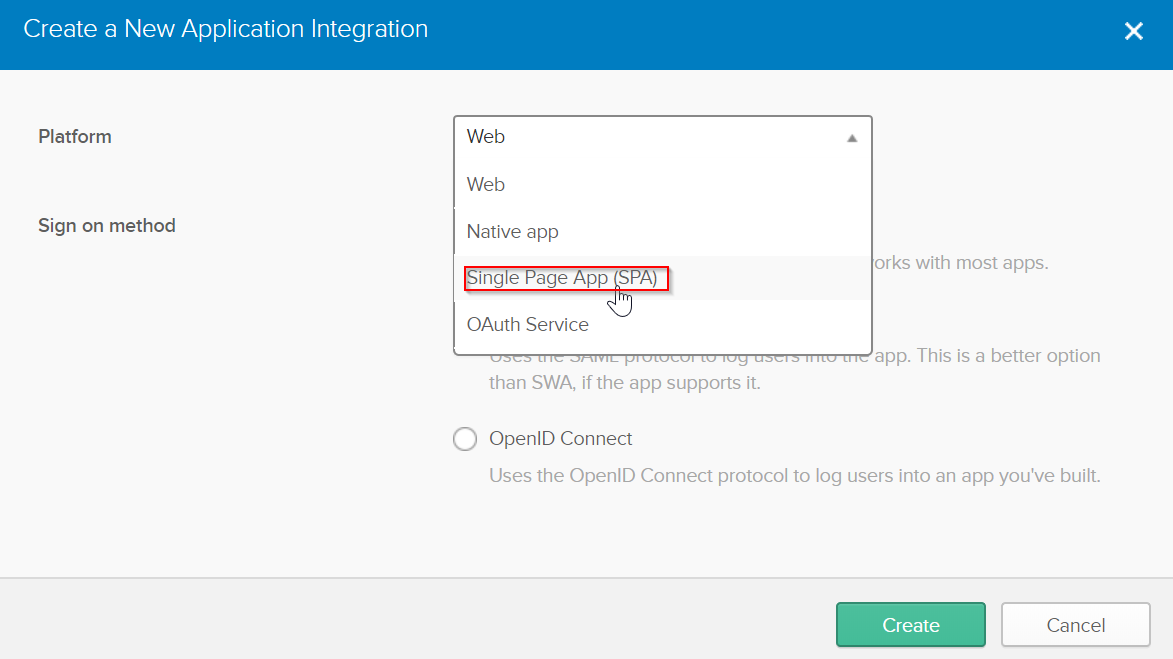 Create a New Application Integration
Platform
Web
Web
Native app
Single Page App (SPA)
OAuth Service
Sign on method
orks with most apps.
Uses the SAML protocol to log users into the app. This is a better option
than SWA, if the app supports it.
OpenID Connect
Uses the OpenID Connect protocol to log users into an app you've built.
Create
Cancel